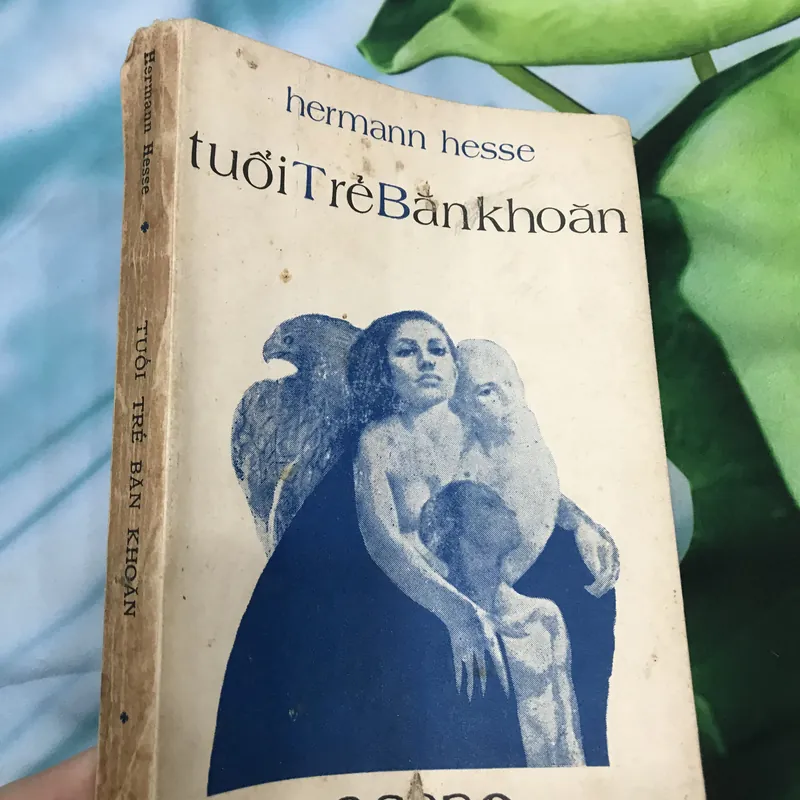 hermann hesse
tuổiTrẻBănkhoăn
Hermann Hesse
TUỔI TRẺ BĂN KHOĂN